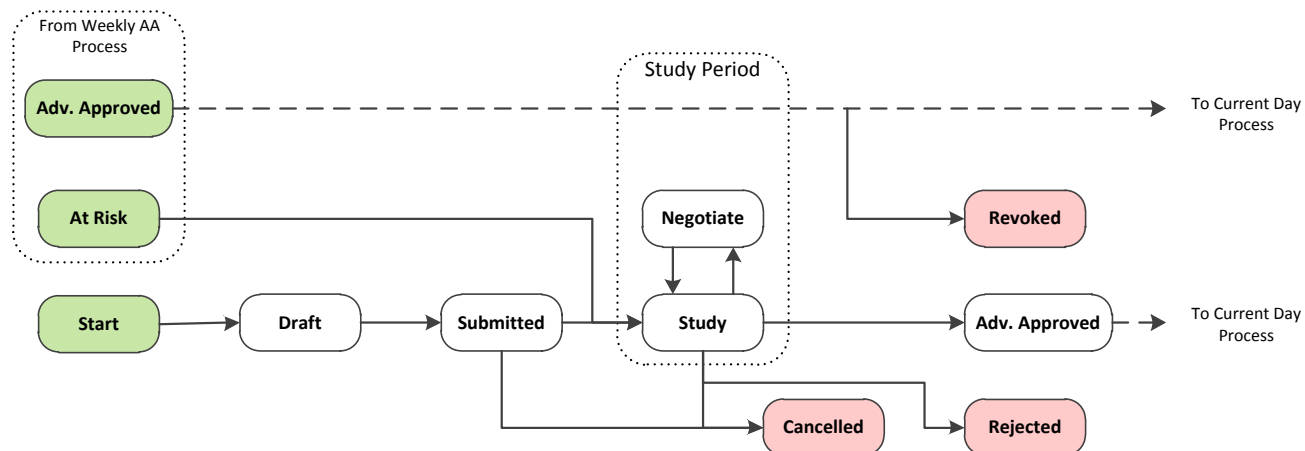 From Weekly AA
Process
Study Period
Adv. Approved
To Current Day
Process
At Risk
Negotiate
Revoked
Start
Draft
Submitted
Study
Adv. Approved
To Current Day
Process
Cancelled
Rejected